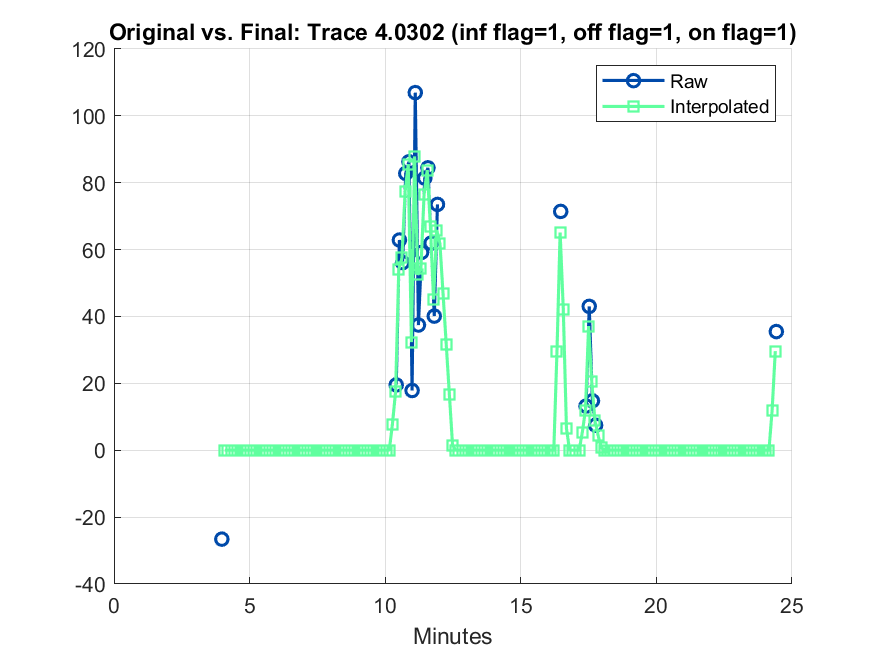 Original vs. Final: Trace 4.0302 (inf flag=1, off flag=1, on flag=1)
120
100
80
60
40
20
0
-20
-40
Raw
Interpolated
0 5 10 15 20 25
Minutes